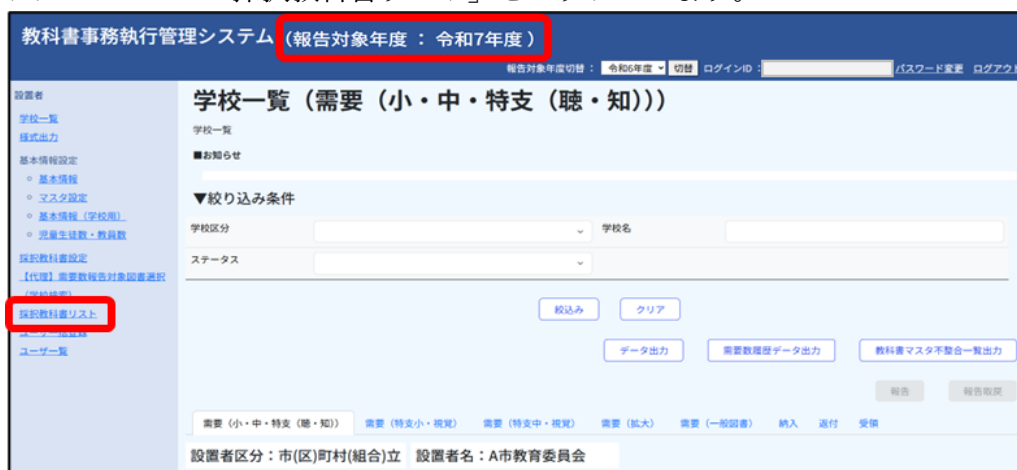 教科書事務執行管理システム(報告対象年度 : 令和7年度)
報告対象年度切替: 令和6年度 切替 ログインID: パスワード変更 ログアウト
設置者
学校一覧
様式出力
基本情報設定
基本情報
マスタ設定
基本情報(学校用)
児童生徒数・教員数
採択教科書設定
【代理】需要数報告対象図書選択
採択教科書リスト
ユーザ一覧
学校一覧(需要(小・中・特支(聴・知)))
学校一覧
■お知らせ
▼絞り込み条件
学校区分 学校名
ステータス
絞込み クリア
データ出力 需要数履歴データ出力 教科書マスタ不整合一覧出力
報告 報告取戻
需要(小・中・特支(聴・知)) 需要(特支小・視覚) 需要(特支中・視覚) 需要(拡大) 需要(一般図書) 納入 返付 受領
設置者区分:市(区)町村(組合)立 設置者名:A市教育委員会